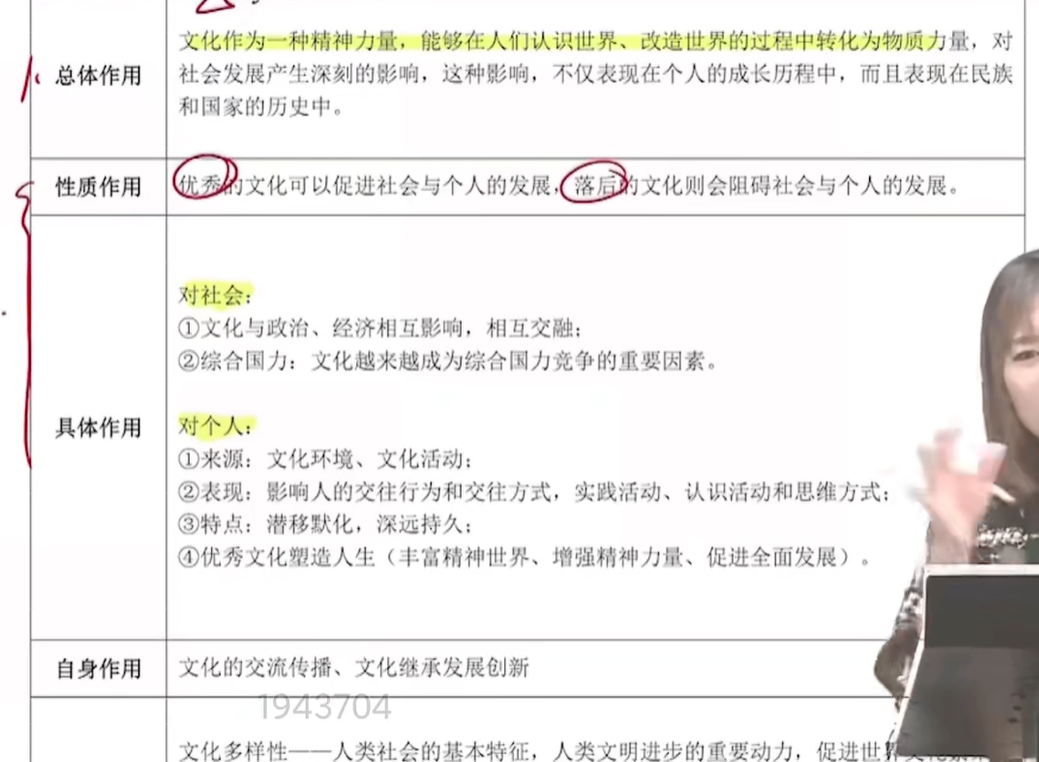 总体作用
文化作为一种精神力量，能够在人们认识世界、改造世界的过程中转化为物质力量，对
社会发展产生深刻的影响，这种影响，不仅表现在个人的成长历程中，而且表现在民族
和国家的历史中。
性质作用
优秀的文化可以促进社会与个人的发展，落后的文化则会阻碍社会与个人的发展。
具体作用
对社会：
①文化与政治、经济相互影响，相互交融；
②综合国力：文化越来越成为综合国力竞争的重要因素。
对个人：
①来源：文化环境、文化活动；
②表现：影响人的交往行为和交往方式，实践活动、认识活动和思维方式；
③特点：潜移默化，深远持久；
④优秀文化塑造人生（丰富精神世界、增强精神力量、促进全面发展）。
自身作用
文化的交流传播、文化继承发展创新
1943704
文化多样性——人类社会的基本特征，人类文明进步的重要动力，促进世